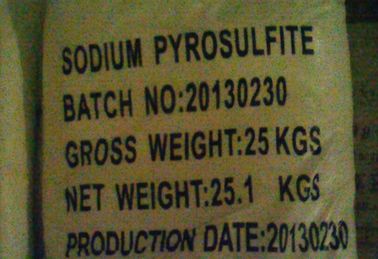 SODIUM PYROSULFITE
BATCH NO:20130230
GROSS WEIGHT:25 KGS
NET WEIGHT:25.1 KGS
PRODUCTION DATE:20130230